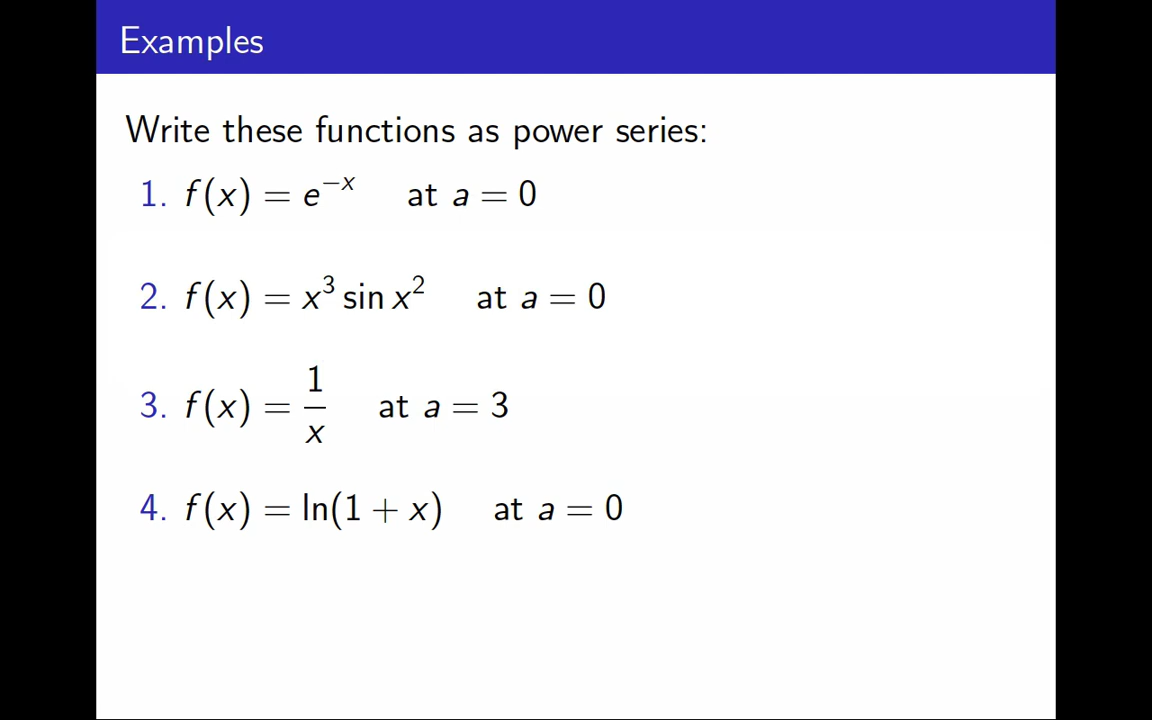 Examples
Write these functions as power series:
1. f(x) = e^{−x} at a = 0
2. f(x) = x³ sin x² at a = 0
3. f(x) = 1/x at a = 3
4. f(x) = ln(1 + x) at a = 0